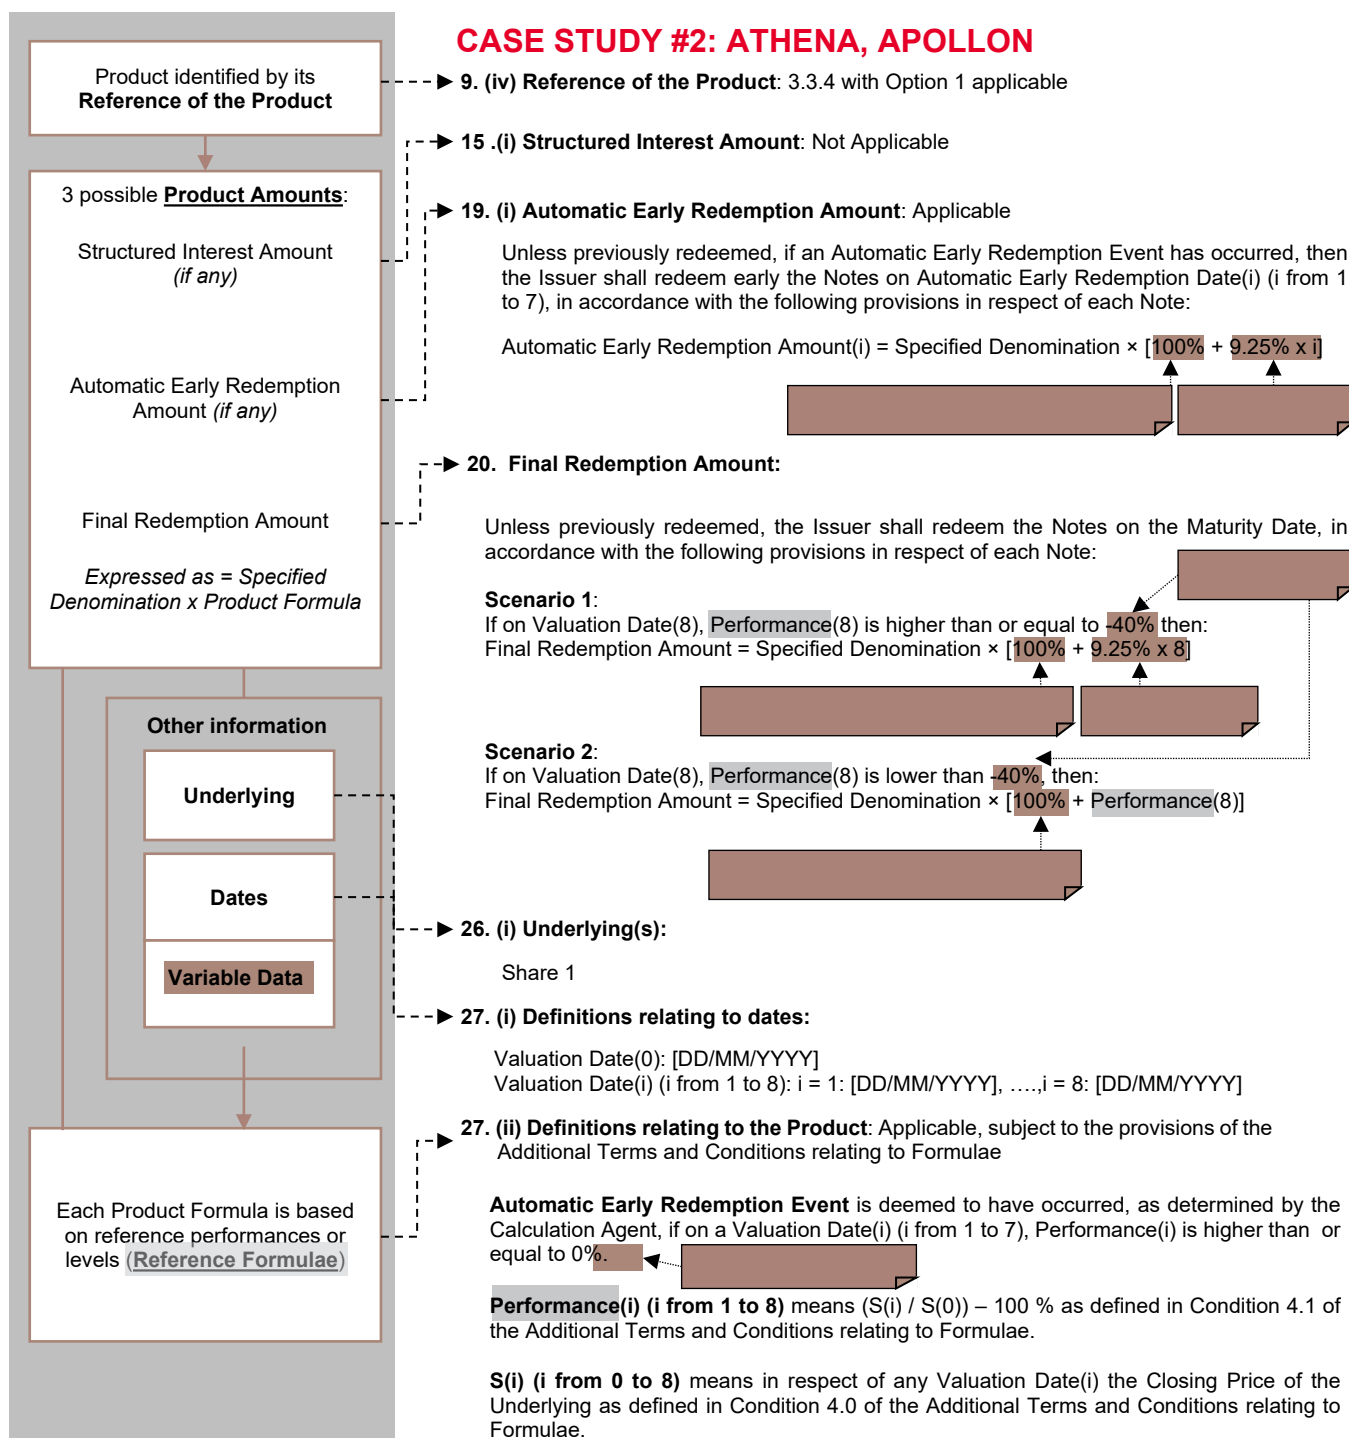 CASE STUDY #2: ATHENA, APOLLON
Product identified by its
Reference of the Product
9. (iv) Reference of the Product: 3.3.4 with Option 1 applicable
15 .(i) Structured Interest Amount: Not Applicable
3 possible Product Amounts:
19. (i) Automatic Early Redemption Amount: Applicable
Structured Interest Amount
(if any)
Unless previously redeemed, if an Automatic Early Redemption Event has occurred, then
the Issuer shall redeem early the Notes on Automatic Early Redemption Date(i) (i from 1
to 7), in accordance with the following provisions in respect of each Note:
Automatic Early Redemption Amount(i) = Specified Denomination × [100% + 9.25% x i]
Automatic Early Redemption
Amount (if any)
20. Final Redemption Amount:
Final Redemption Amount
Expressed as = Specified
Denomination x Product Formula
Unless previously redeemed, the Issuer shall redeem the Notes on the Maturity Date, in
accordance with the following provisions in respect of each Note:
Scenario 1:
If on Valuation Date(8), Performance(8) is higher than or equal to -40% then:
Final Redemption Amount = Specified Denomination × [100% + 9.25% x 8]
Other information
Scenario 2:
If on Valuation Date(8), Performance(8) is lower than -40%, then:
Final Redemption Amount = Specified Denomination × [100% + Performance(8)]
Underlying
Dates
Variable Data
26. (i) Underlying(s):
Share 1
27. (i) Definitions relating to dates:
Valuation Date(0): [DD/MM/YYYY]
Valuation Date(i) (i from 1 to 8): i = 1: [DD/MM/YYYY], ….,i = 8: [DD/MM/YYYY]
27. (ii) Definitions relating to the Product: Applicable, subject to the provisions of the
Additional Terms and Conditions relating to Formulae
Each Product Formula is based
on reference performances or
levels (Reference Formulae)
Automatic Early Redemption Event is deemed to have occurred, as determined by the
Calculation Agent, if on a Valuation Date(i) (i from 1 to 7), Performance(i) is higher than or
equal to 0%.
Performance(i) (i from 1 to 8) means (S(i) / S(0)) – 100 % as defined in Condition 4.1 of
the Additional Terms and Conditions relating to Formulae.
S(i) (i from 0 to 8) means in respect of any Valuation Date(i) the Closing Price of the
Underlying as defined in Condition 4.0 of the Additional Terms and Conditions relating to
Formulae.